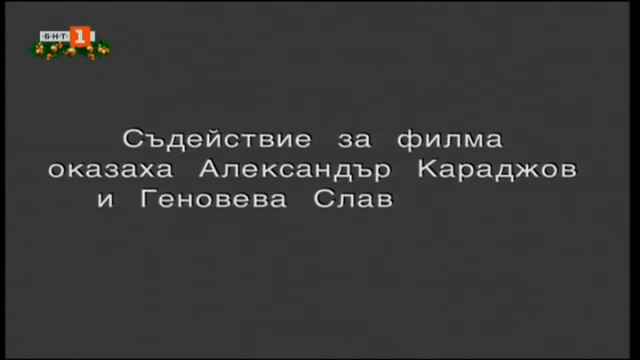 БНТ 1
Съдействие за филма
оказаха Александър Караджов
и Геновева Слав